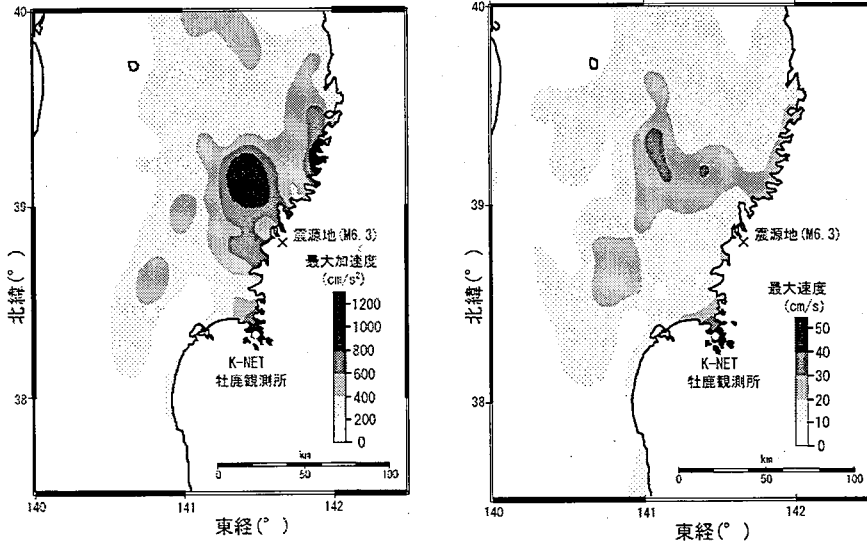 40
39
38
北緯(°)
震源地(M6.3)
最大加速度
(cm/s²)
1200
1000
800
600
400
200
0
K-NET
牡鹿観測所
km
0 50 100
140 141 142
東経(°)
40
39
38
北緯(°)
震源地(M6.3)
最大速度
(cm/s)
50
40
30
20
10
0
K-NET
牡鹿観測所
km
0 50 100
140 141 142
東経(°)